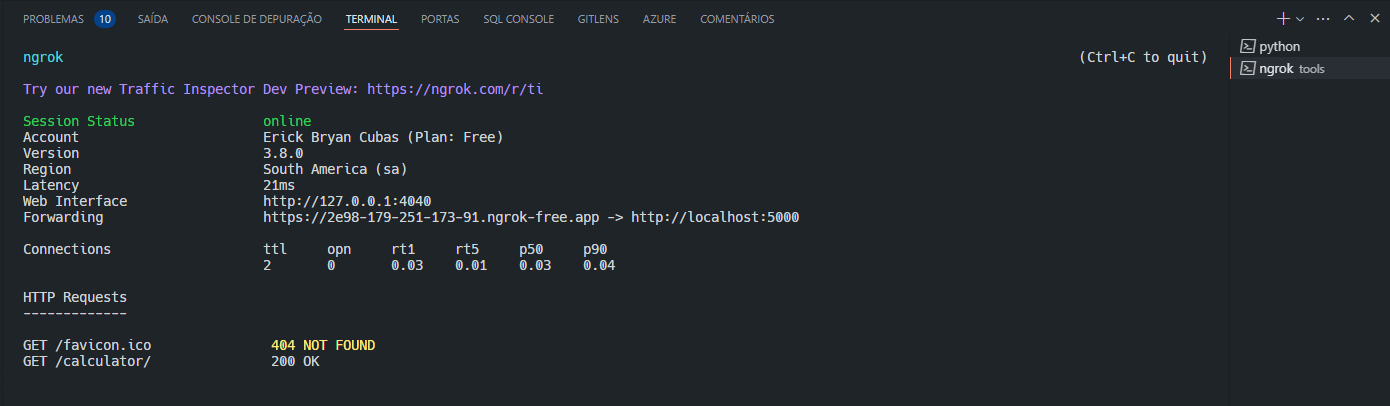 PROBLEMAS 10 SAÍDA CONSOLE DE DEPURAÇÃO TERMINAL PORTAS SQL CONSOLE GITLENS AZURE COMENTÁRIOS
ngrok (Ctrl+C to quit)
Try our new Traffic Inspector Dev Preview: https://ngrok.com/r/ti
Session Status online
Account Erick Bryan Cubas (Plan: Free)
Version 3.8.0
Region South America (sa)
Latency 21ms
Web Interface http://127.0.0.1:4040
Forwarding https://2e98-179-251-173-91.ngrok-free.app -> http://localhost:5000
Connections ttl opn rt1 rt5 p50 p90
2 0 0.03 0.01 0.03 0.04
HTTP Requests
-------------
GET /favicon.ico 404 NOT FOUND
GET /calculator/ 200 OK
python
ngrok tools